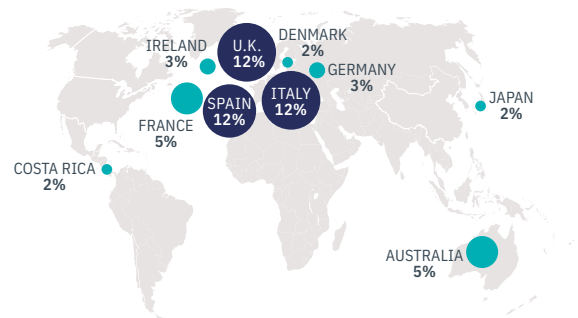 IRELAND
3%
U.K.
12%
DENMARK
2%
GERMANY
3%
FRANCE
5%
SPAIN
12%
ITALY
12%
JAPAN
2%
COSTA RICA
2%
AUSTRALIA
5%